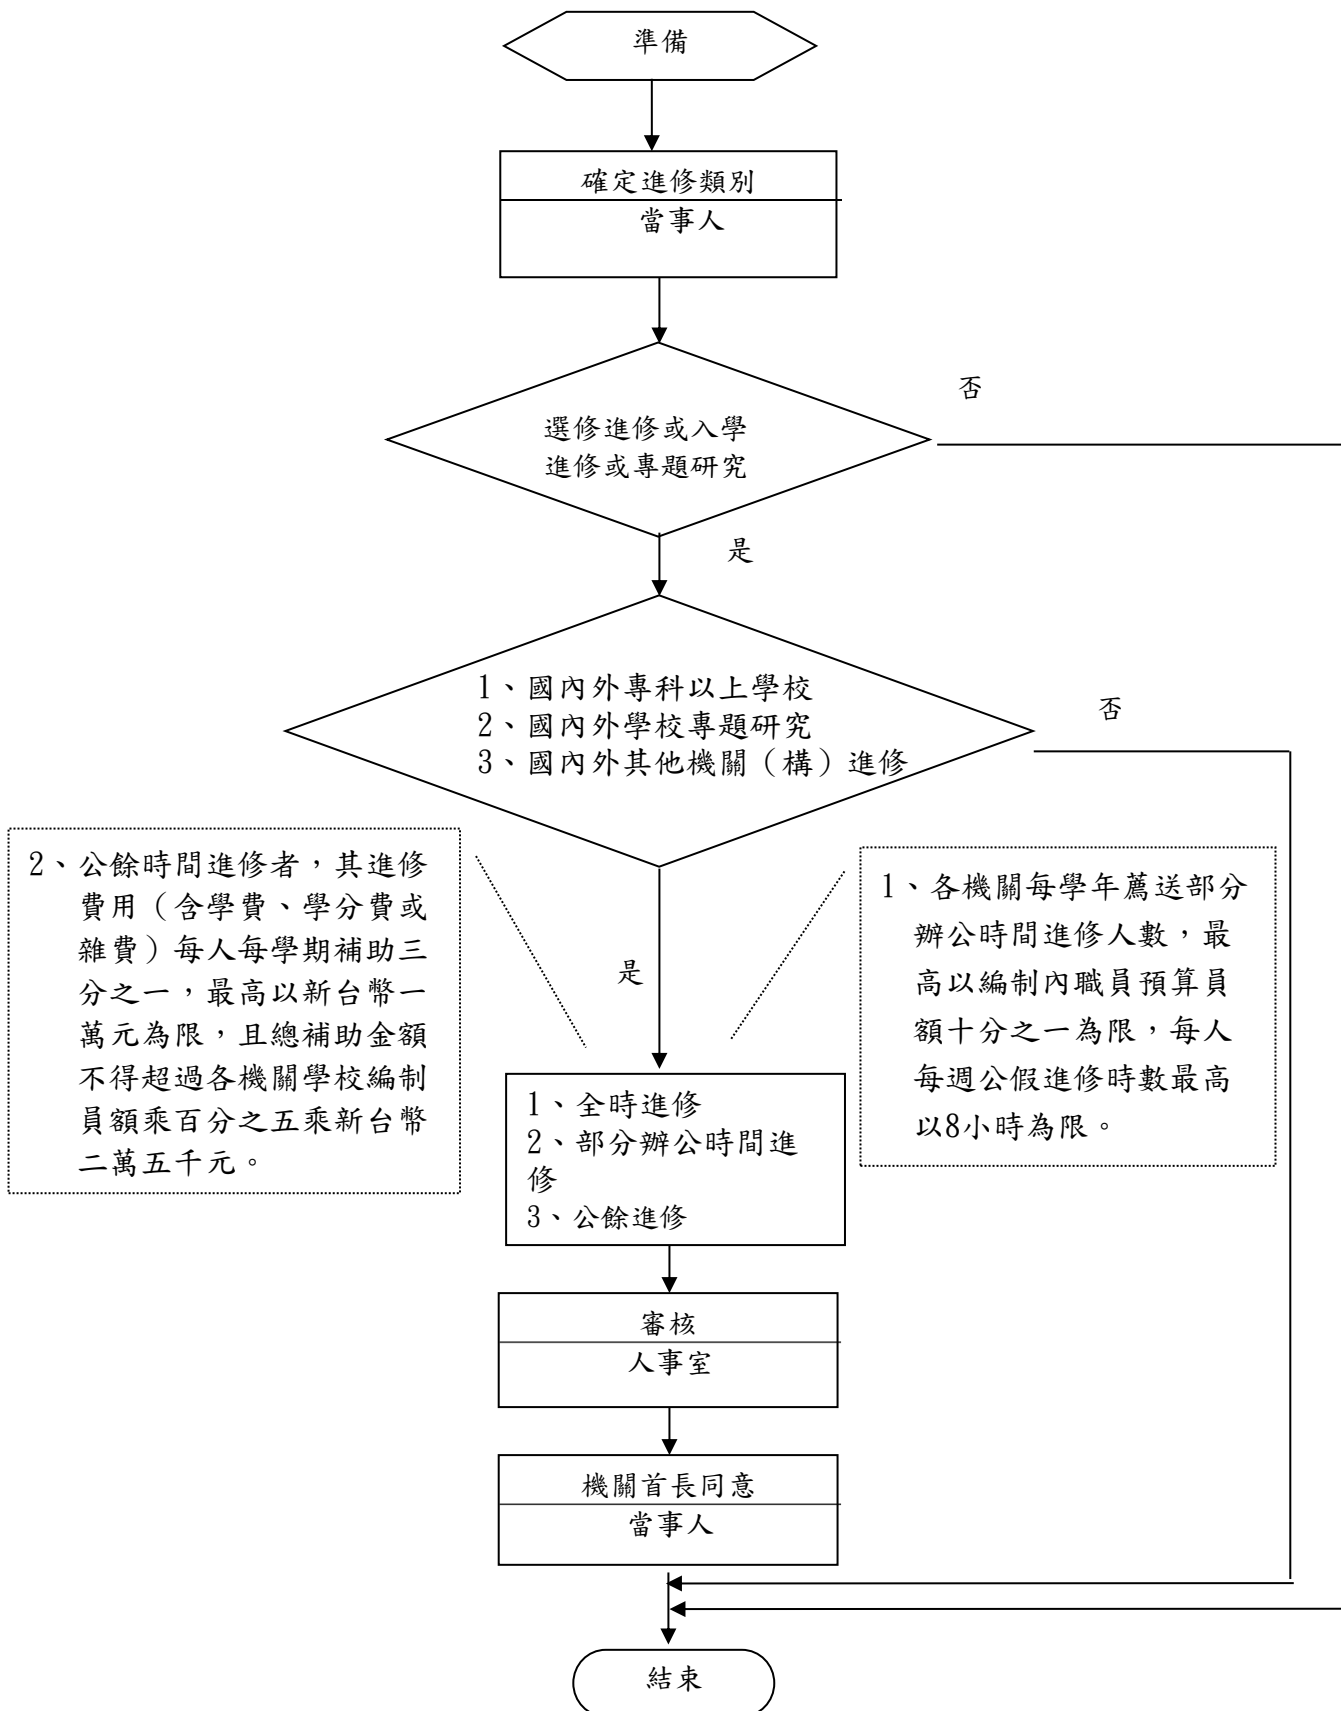 準備
確定進修類別
當事人
否
選修進修或入學
進修或專題研究
是
1、國內外專科以上學校
2、國內外學校專題研究
3、國內外其他機關（構）進修
否
2、公餘時間進修者，其進修
費用（含學費、學分費或
雜費）每人每學期補助三
分之一，最高以新台幣一
萬元為限，且總補助金額
不得超過各機關學校編制
員額乘百分之五乘新台幣
二萬五千元。
是
1、各機關每學年薦送部分
辦公時間進修人數，最
高以編制內職員預算員
額十分之一為限，每人
每週公假進修時數最高
以8小時為限。
1、全時進修
2、部分辦公時間進
修
3、公餘進修
審核
人事室
機關首長同意
當事人
結束